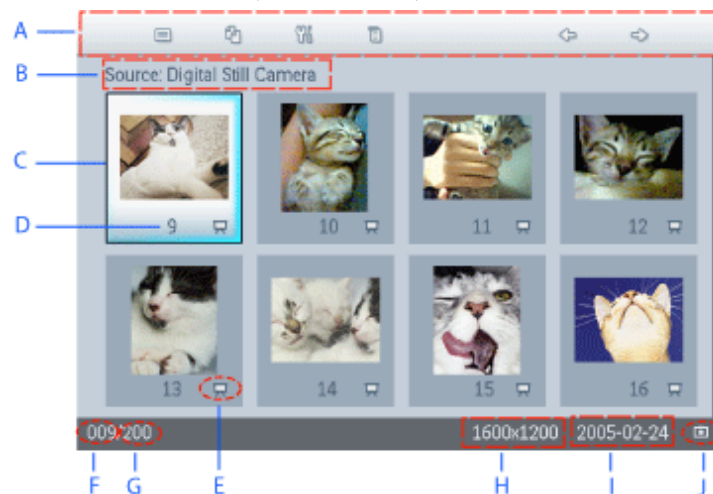 A
B
Source: Digital Still Camera
C
D
9
10
11
12
13
14
15
16
009/200
1600x1200
2005-02-24
F
G
E
H
I
J